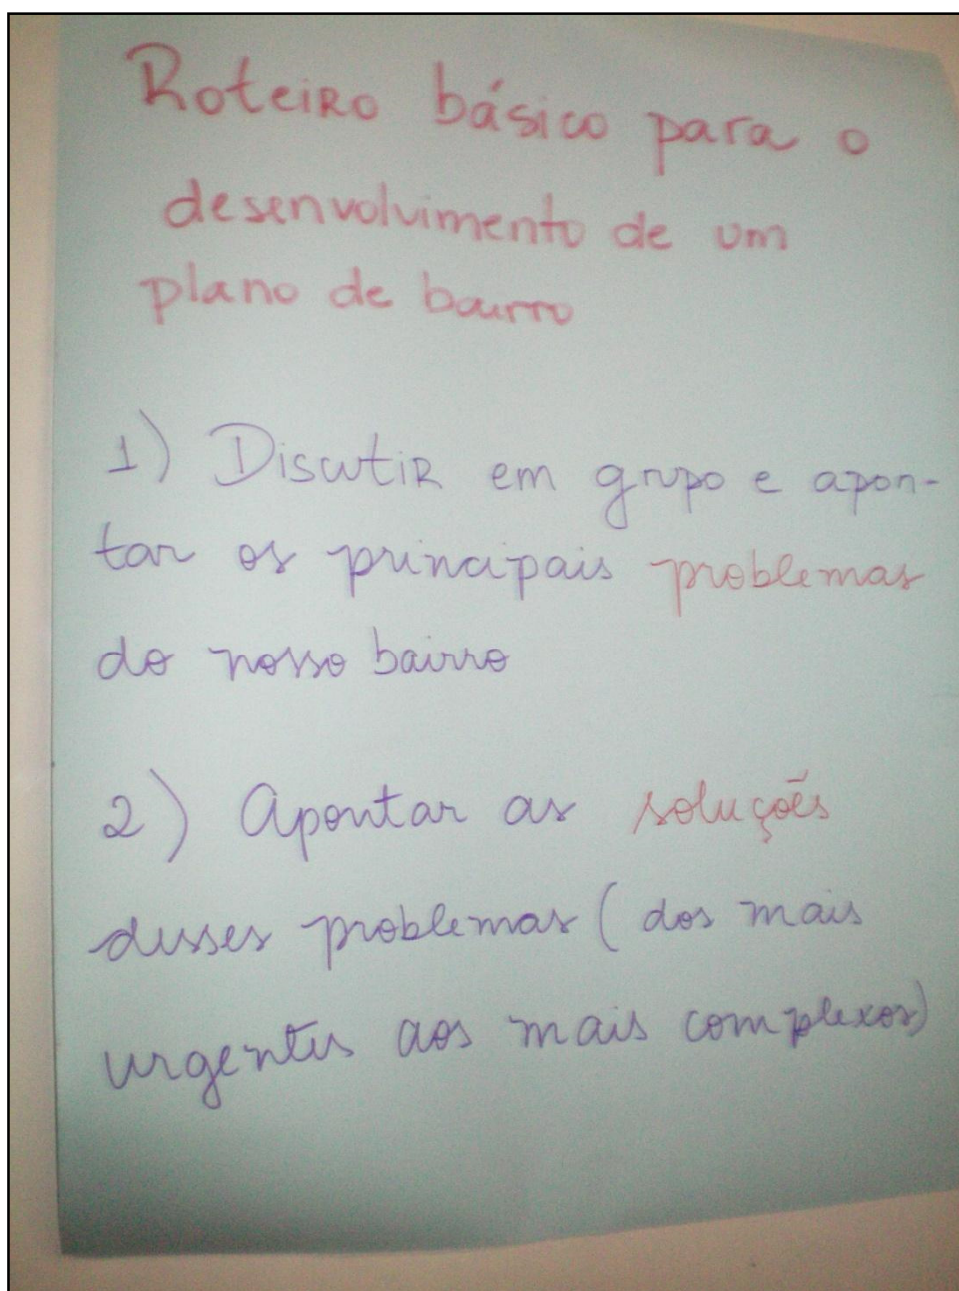 Roteiro básico para o
desenvolvimento de um
plano de bairro
1) Discutir em grupo e apon-
tar os principais problemas
do nosso bairro
2) Apontar as soluções
desses problemas (dos mais
urgentes aos mais complexos)